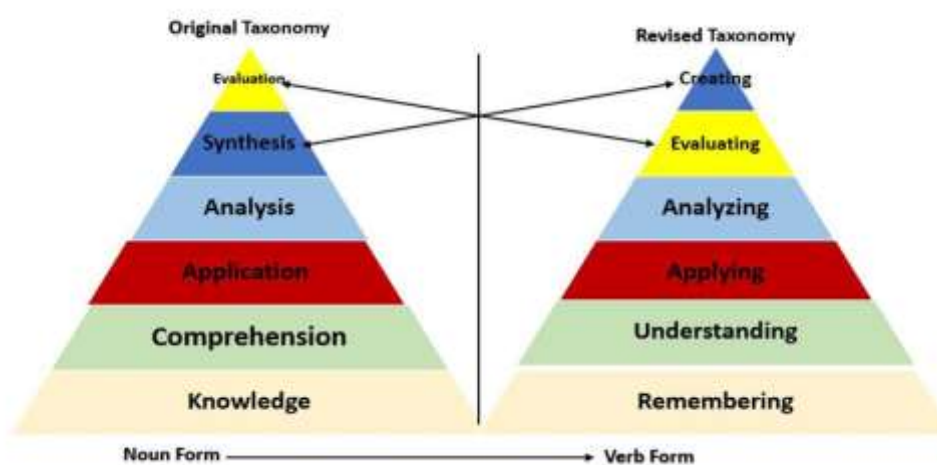 Original Taxonomy
Evaluation
Synthesis
Analysis
Application
Comprehension
Knowledge
Noun Form
Revised Taxonomy
Creating
Evaluating
Analyzing
Applying
Understanding
Remembering
Verb Form